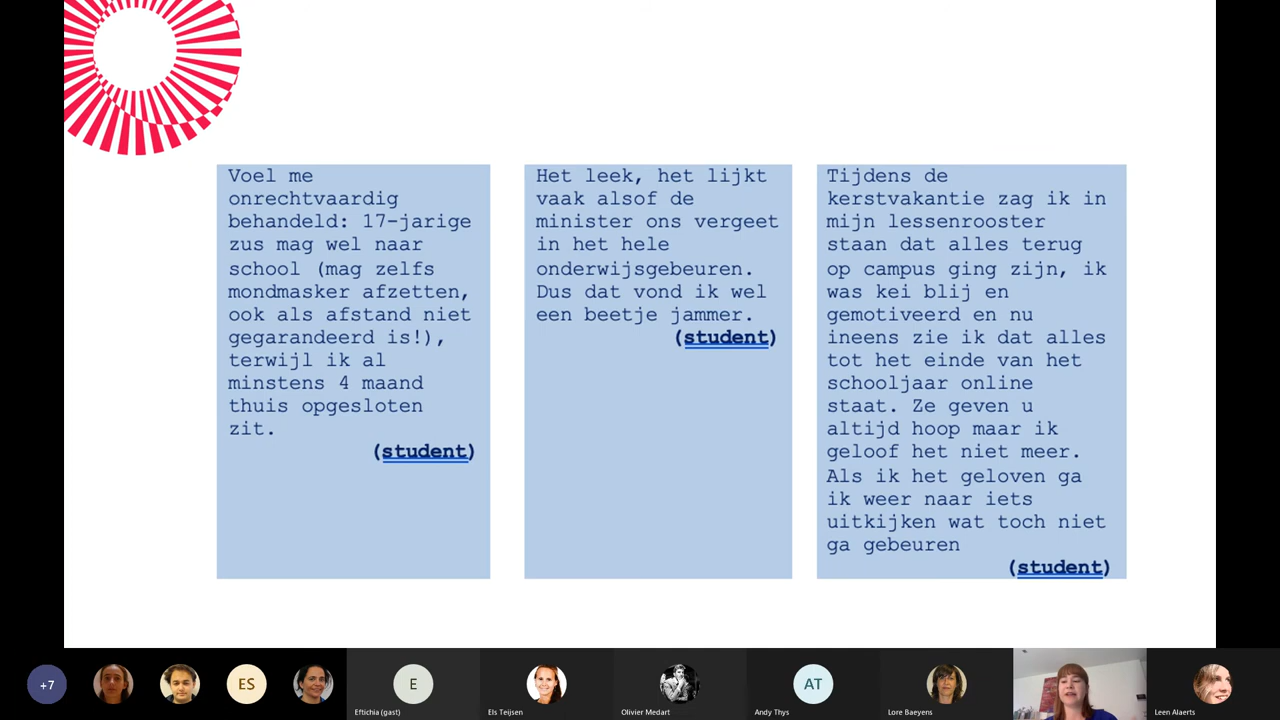 Voel me
onrechtvaardig
behandeld: 17-jarige
zus mag wel naar
school (mag zelfs
mondmasker afzetten,
ook als afstand niet
gegarandeerd is!),
terwijl ik al
minstens 4 maand
thuis opgesloten
zit.
(student)
Het leek, het lijkt
vaak alsof de
minister ons vergeet
in het hele
onderwijsgebeuren.
Dus dat vond ik wel
een beetje jammer.
(student)
Tijdens de
kerstvakantie zag ik in
mijn lessenrooster
staan dat alles terug
op campus ging zijn, ik
was kei blij en
gemotiveerd en nu
ineens zie ik dat alles
tot het einde van het
schooljaar online
staat. Ze geven u
altijd hoop maar ik
geloof het niet meer.
Als ik het geloven ga
ik weer naar iets
uitkijken wat toch niet
ga gebeuren
(student)
+7
ES
E
AT
Eftichia (gast)
Els Teijsen
Olivier Medart
Andy Thys
Lore Baeyens
Leen Alaerts